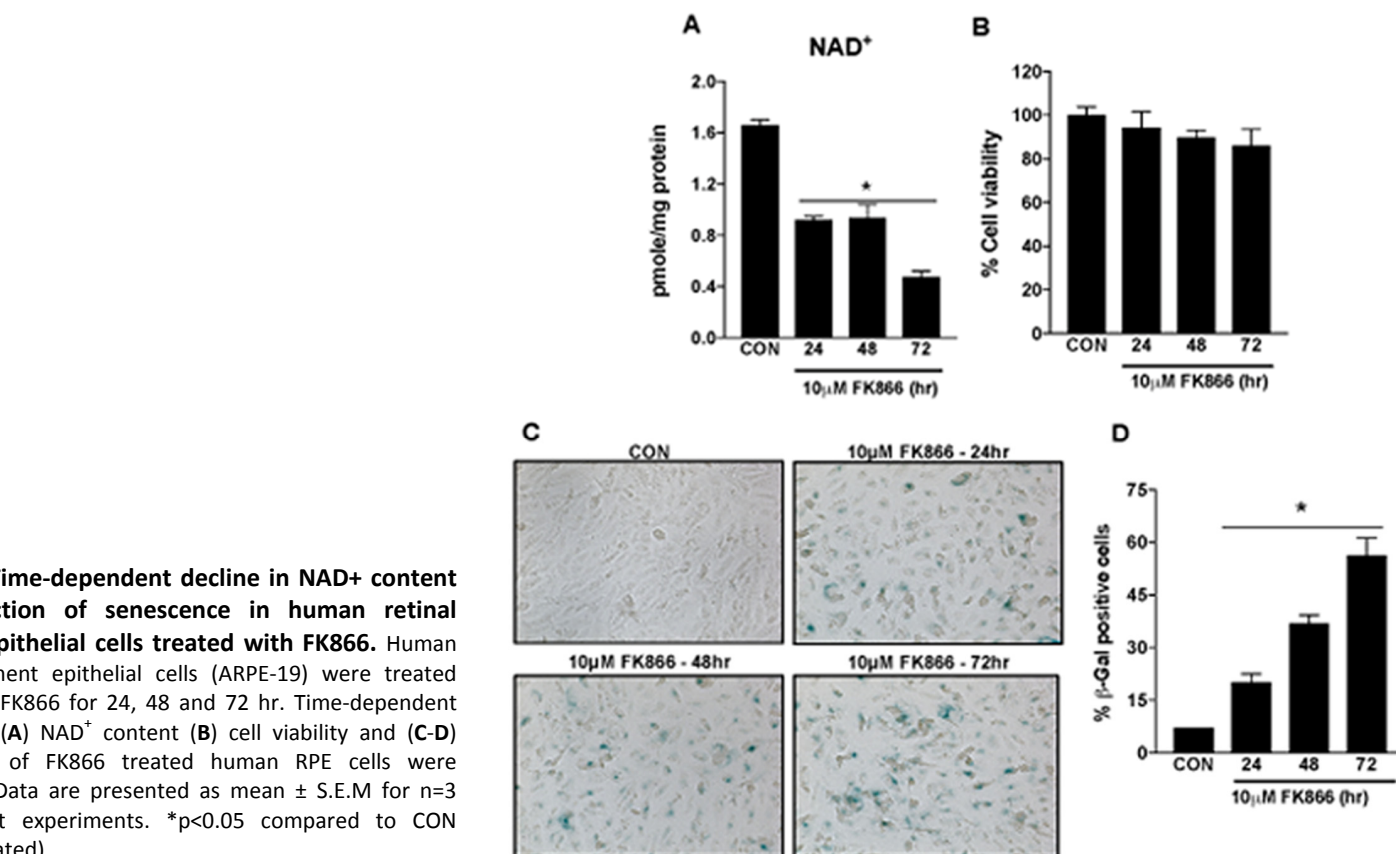 A
NAD⁺
2.0
1.6
1.2
0.8
0.4
0.0
pmole/mg protein
*
CON 24 48 72
10µM FK866 (hr)
B
120
100
80
60
40
20
0
% Cell viability
CON 24 48 72
10µM FK866 (hr)
C
CON
10µM FK866 - 24hr
10µM FK866 - 48hr
10µM FK866 - 72hr
D
75
60
45
30
15
0
% β-Gal positive cells
*
CON 24 48 72
10µM FK866 (hr)
Time-dependent decline in NAD+ content
ction of senescence in human retinal
pithelial cells treated with FK866. Human
ent epithelial cells (ARPE-19) were treated
FK866 for 24, 48 and 72 hr. Time-dependent
(A) NAD⁺ content (B) cell viability and (C-D)
of FK866 treated human RPE cells were
Data are presented as mean ± S.E.M for n=3
t experiments. *p<0.05 compared to CON
ated)